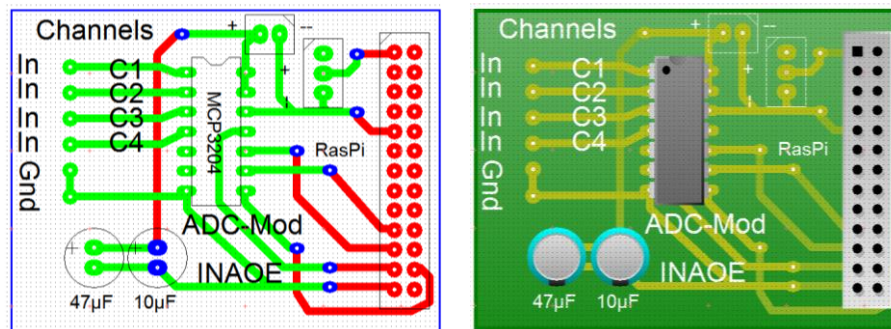 Channels
+
--
In
C1
+
In
C2
-
In
C3
In
C4
MCP3204
RasPi
Gnd
ADC-Mod
+
+
INAOE
47µF
10µF
Channels
+
--
In
C1
+
In
C2
-
In
C3
In
C4
RasPi
Gnd
ADC-Mod
INAOE
47µF
10µF